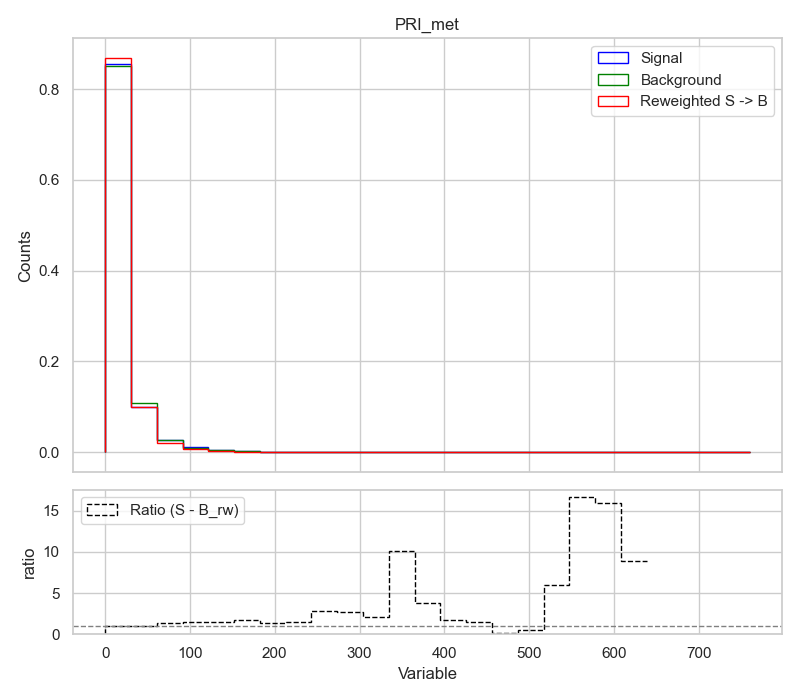 PRI_met
Signal
Background
Reweighted S -> B
Counts
0.8
0.6
0.4
0.2
0.0
Ratio (S - B_rw)
ratio
15
10
5
0
0 100 200 300 400 500 600 700
Variable